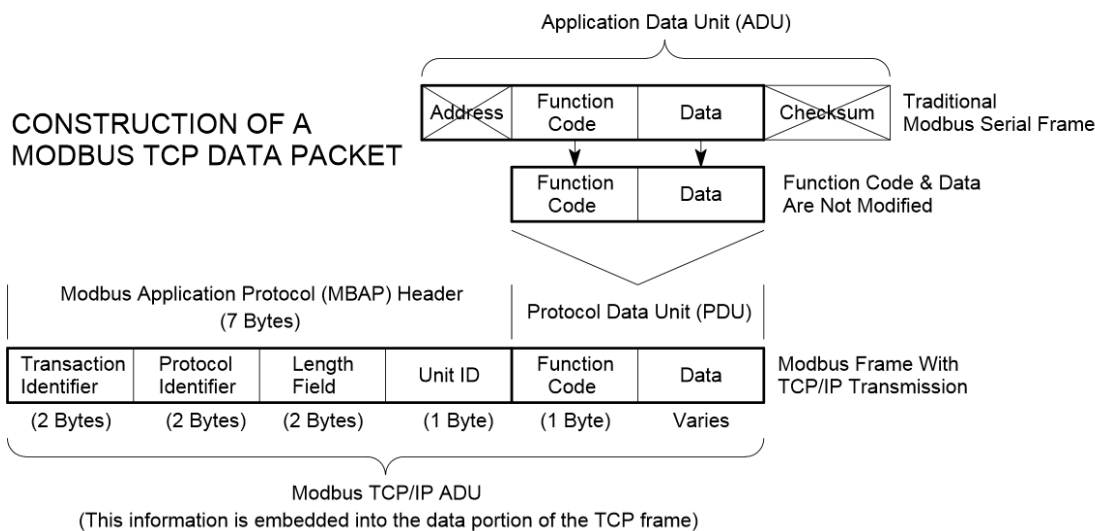 Application Data Unit (ADU)
CONSTRUCTION OF A
MODBUS TCP DATA PACKET
Address
Function
Code
Data
Checksum
Traditional
Modbus Serial Frame
Function
Code
Data
Function Code & Data
Are Not Modified
Modbus Application Protocol (MBAP) Header
(7 Bytes)
Protocol Data Unit (PDU)
Transaction
Identifier
Protocol
Identifier
Length
Field
Unit ID
Function
Code
Data
Modbus Frame With
TCP/IP Transmission
(2 Bytes)
(2 Bytes)
(2 Bytes)
(1 Byte)
(1 Byte)
Varies
Modbus TCP/IP ADU
(This information is embedded into the data portion of the TCP frame)